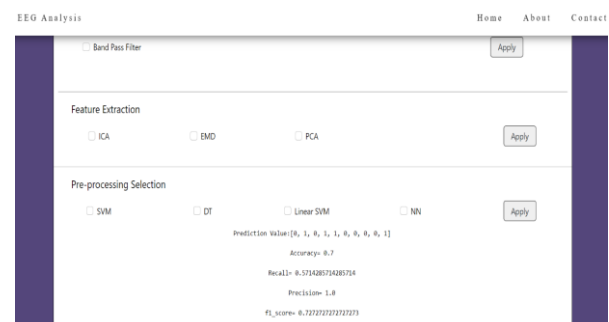 EEG Analysis Home About Contact
Band Pass Filter Apply
Feature Extraction
ICA EMD PCA Apply
Pre-processing Selection
SVM DT Linear SVM NN Apply
Prediction Value:[0, 1, 0, 1, 1, 0, 0, 0, 0, 1]
Accuracy= 0.7
Recall= 0.5714285714285714
Precision= 1.0
f1_score= 0.7272727272727273